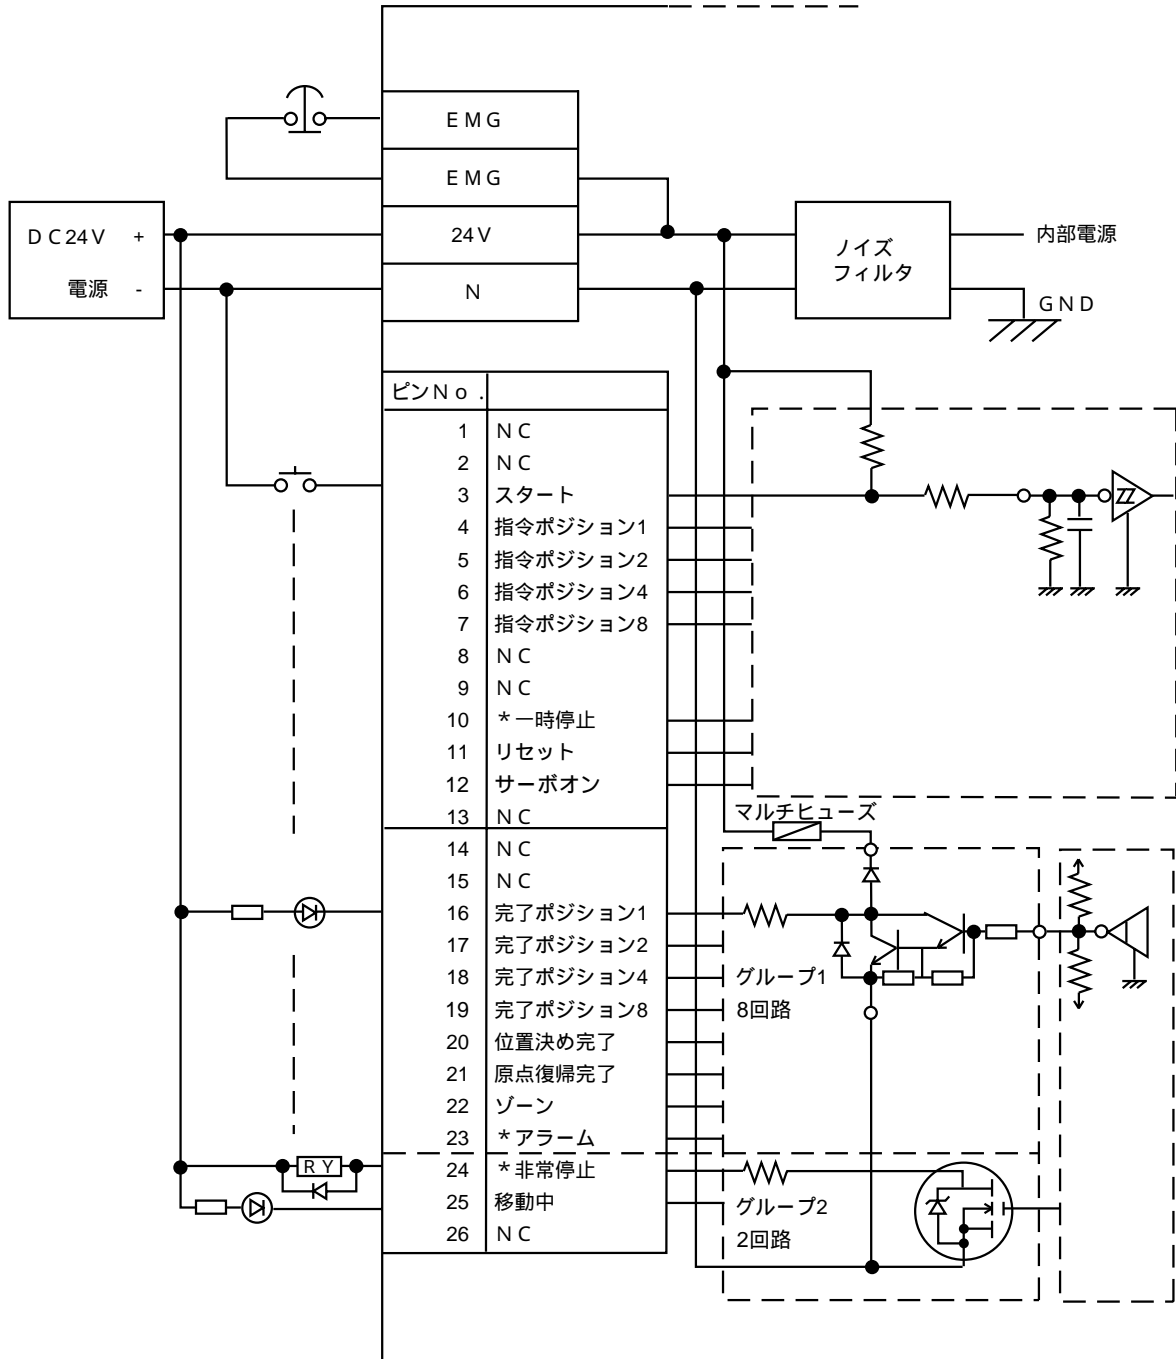 EMG
EMG
DC24V +
24V
ノイズ
フィルタ
内部電源
電源 -
N
GND
ピンNo.
1 NC
2 NC
3 スタート
4 指令ポジション1
5 指令ポジション2
6 指令ポジション4
7 指令ポジション8
8 NC
9 NC
10 *一時停止
11 リセット
12 サーボオン
13 NC
マルチヒューズ
14 NC
15 NC
16 完了ポジション1
17 完了ポジション2
18 完了ポジション4
19 完了ポジション8
グループ1
8回路
20 位置決め完了
21 原点復帰完了
22 ゾーン
23 *アラーム
RY
24 *非常停止
25 移動中
26 NC
グループ2
2回路